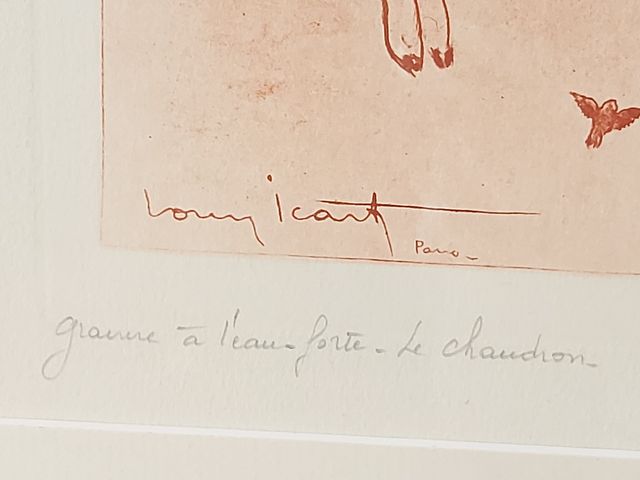 Louis Icart
Paris
gravure à l'eau-forte - Le chaudron